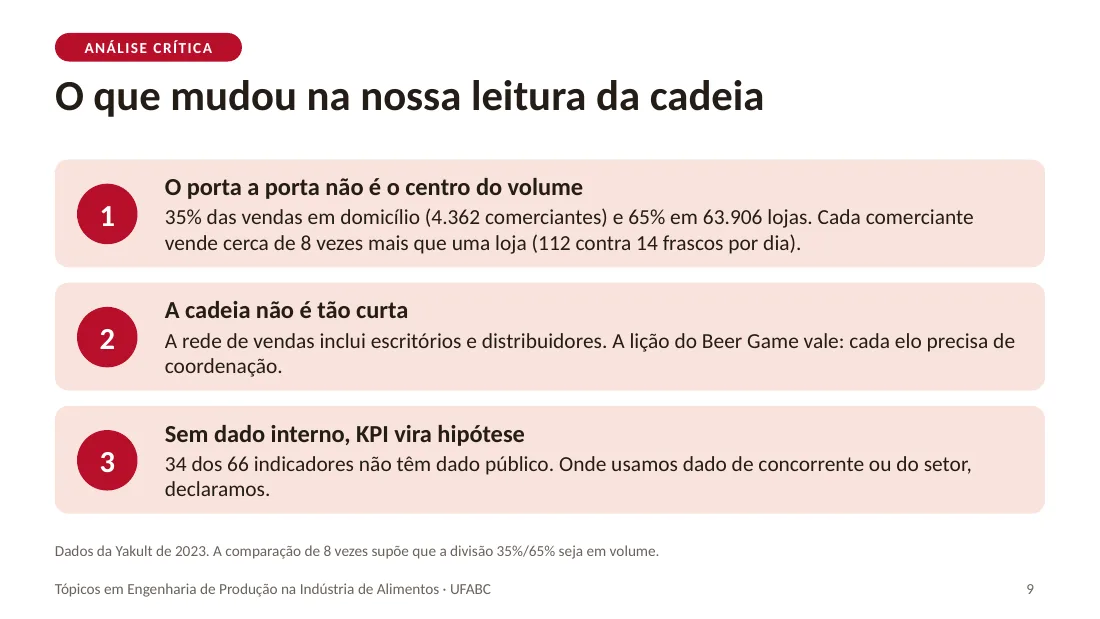 ANÁLISE CRÍTICA
O que mudou na nossa leitura da cadeia
1
O porta a porta não é o centro do volume
35% das vendas em domicílio (4.362 comerciantes) e 65% em 63.906 lojas. Cada comerciante
vende cerca de 8 vezes mais que uma loja (112 contra 14 frascos por dia).
2
A cadeia não é tão curta
A rede de vendas inclui escritórios e distribuidores. A lição do Beer Game vale: cada elo precisa de
coordenação.
3
Sem dado interno, KPI vira hipótese
34 dos 66 indicadores não têm dado público. Onde usamos dado de concorrente ou do setor,
declaramos.
Dados da Yakult de 2023. A comparação de 8 vezes supõe que a divisão 35%/65% seja em volume.
Tópicos em Engenharia de Produção na Indústria de Alimentos · UFABC
9